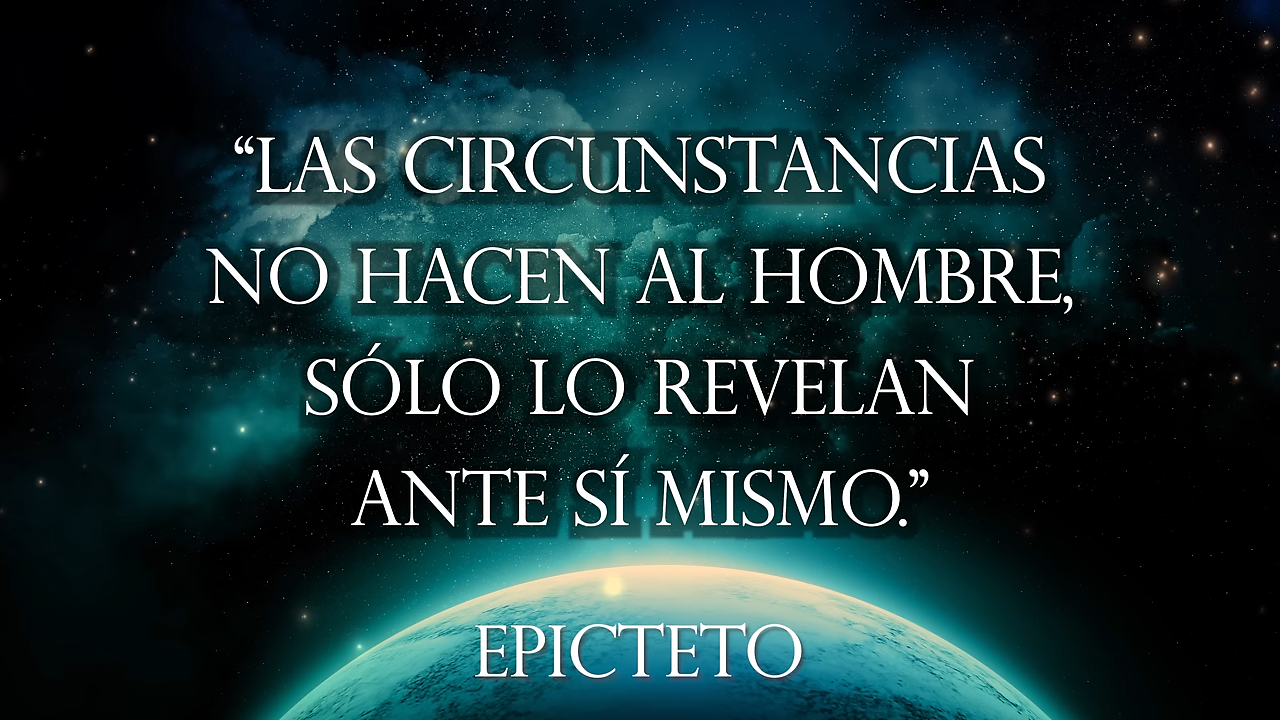 “LAS CIRCUNSTANCIAS
NO HACEN AL HOMBRE,
SÓLO LO REVELAN
ANTE SÍ MISMO.”
EPICTETO